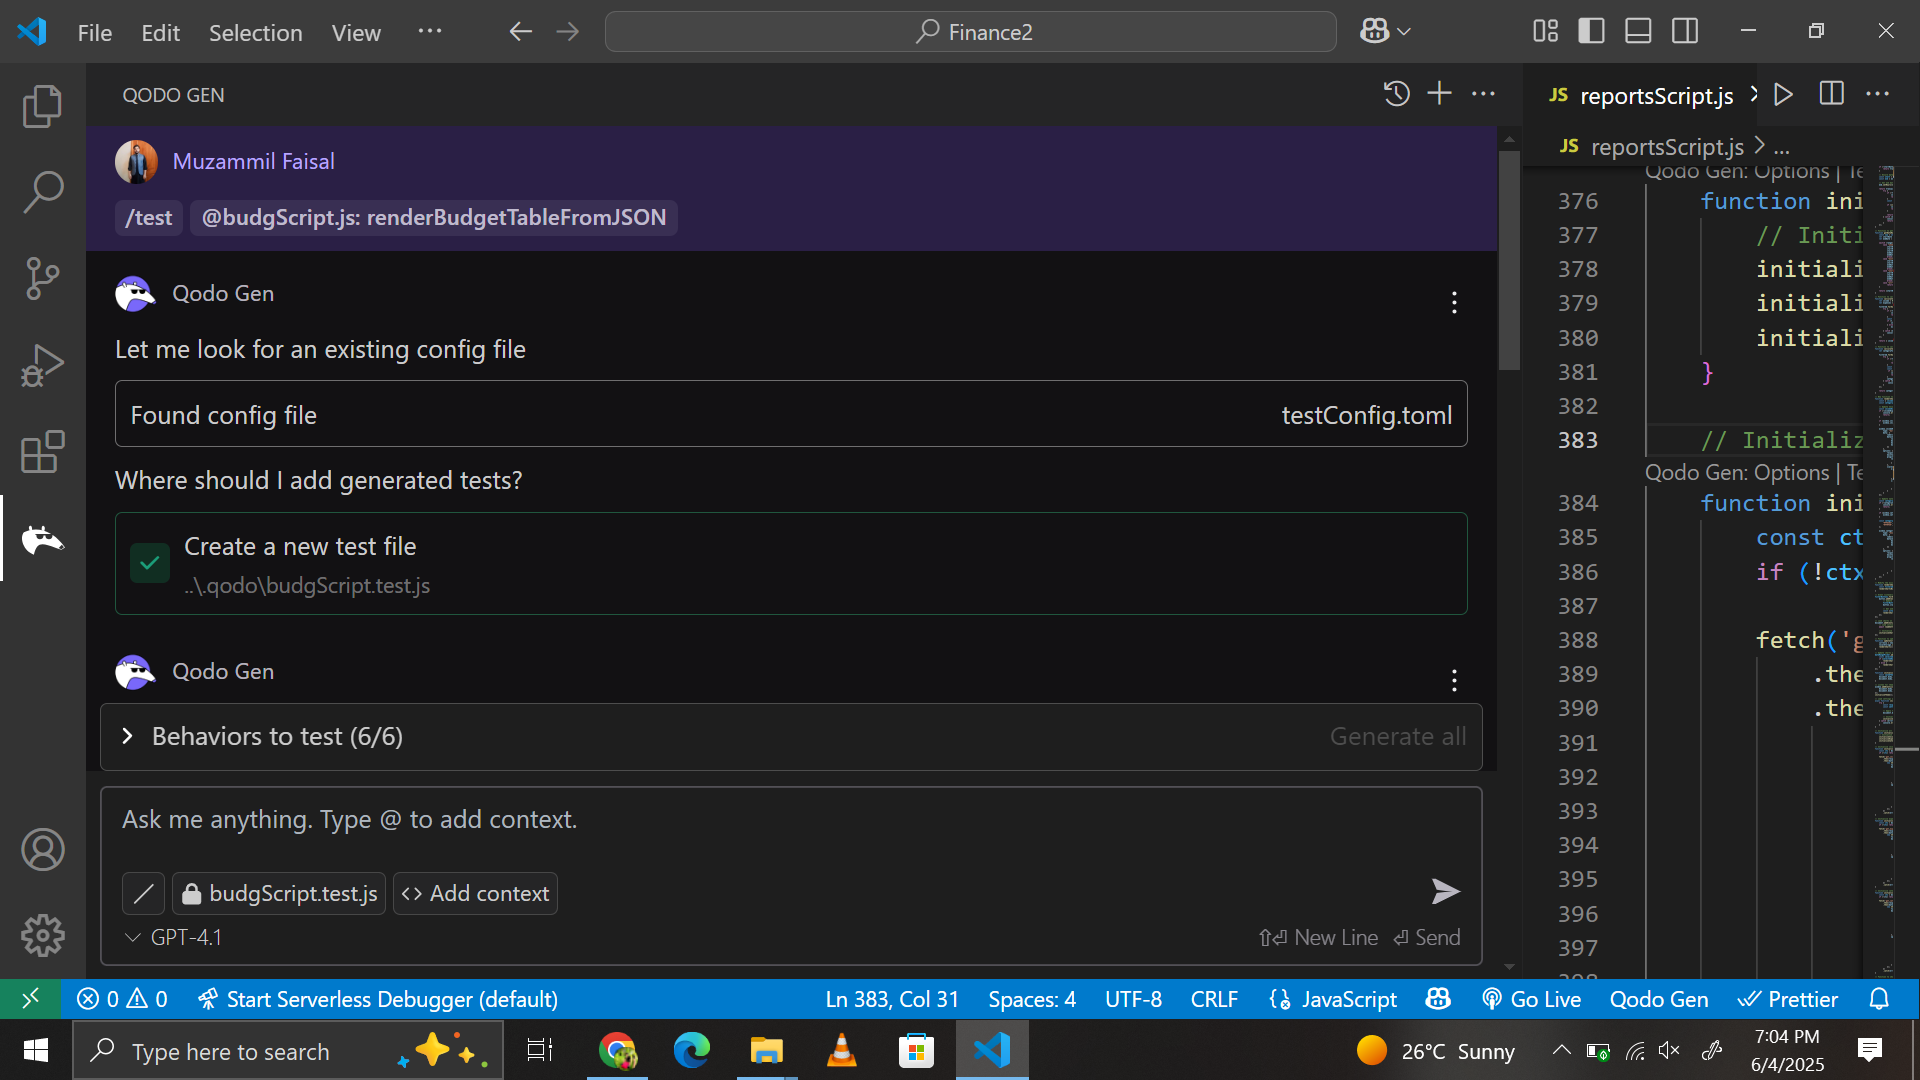 File Edit Selection View ···
Finance2
QODO GEN
Muzammil Faisal
/test @budgScript.js: renderBudgetTableFromJSON
Qodo Gen
Let me look for an existing config file
Found config file testConfig.toml
Where should I add generated tests?
Create a new test file
..\.qodo\budgScript.test.js
Qodo Gen
Behaviors to test (6/6) Generate all
Ask me anything. Type @ to add context.
budgScript.test.js <> Add context
GPT-4.1 New Line Send
JS reportsScript.js
JS reportsScript.js > ...
Qodo Gen: Options | Te
376 function ini
377 // Initi
378 initiali
379 initiali
380 initiali
381 }
382
383 // Initializ
Qodo Gen: Options | Te
384 function ini
385 const ct
386 if (!ctx
387
388 fetch('g
389 .the
390 .the
391
392
393
394
395
396
397
398
0 0 Start Serverless Debugger (default) Ln 383, Col 31 Spaces: 4 UTF-8 CRLF JavaScript Go Live Qodo Gen Prettier
Type here to search
26°C Sunny
7:04 PM
6/4/2025